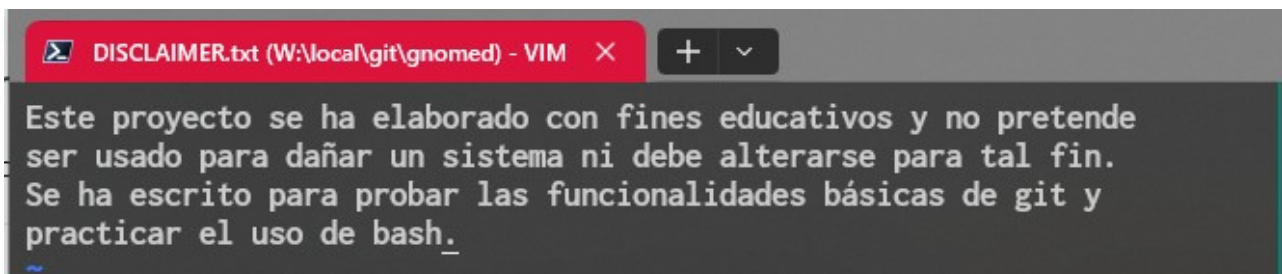 DISCLAIMER.txt (W:\local\git\gnomed) - VIM
Este proyecto se ha elaborado con fines educativos y no pretende
ser usado para dañar un sistema ni debe alterarse para tal fin.
Se ha escrito para probar las funcionalidades básicas de git y
practicar el uso de bash.
~